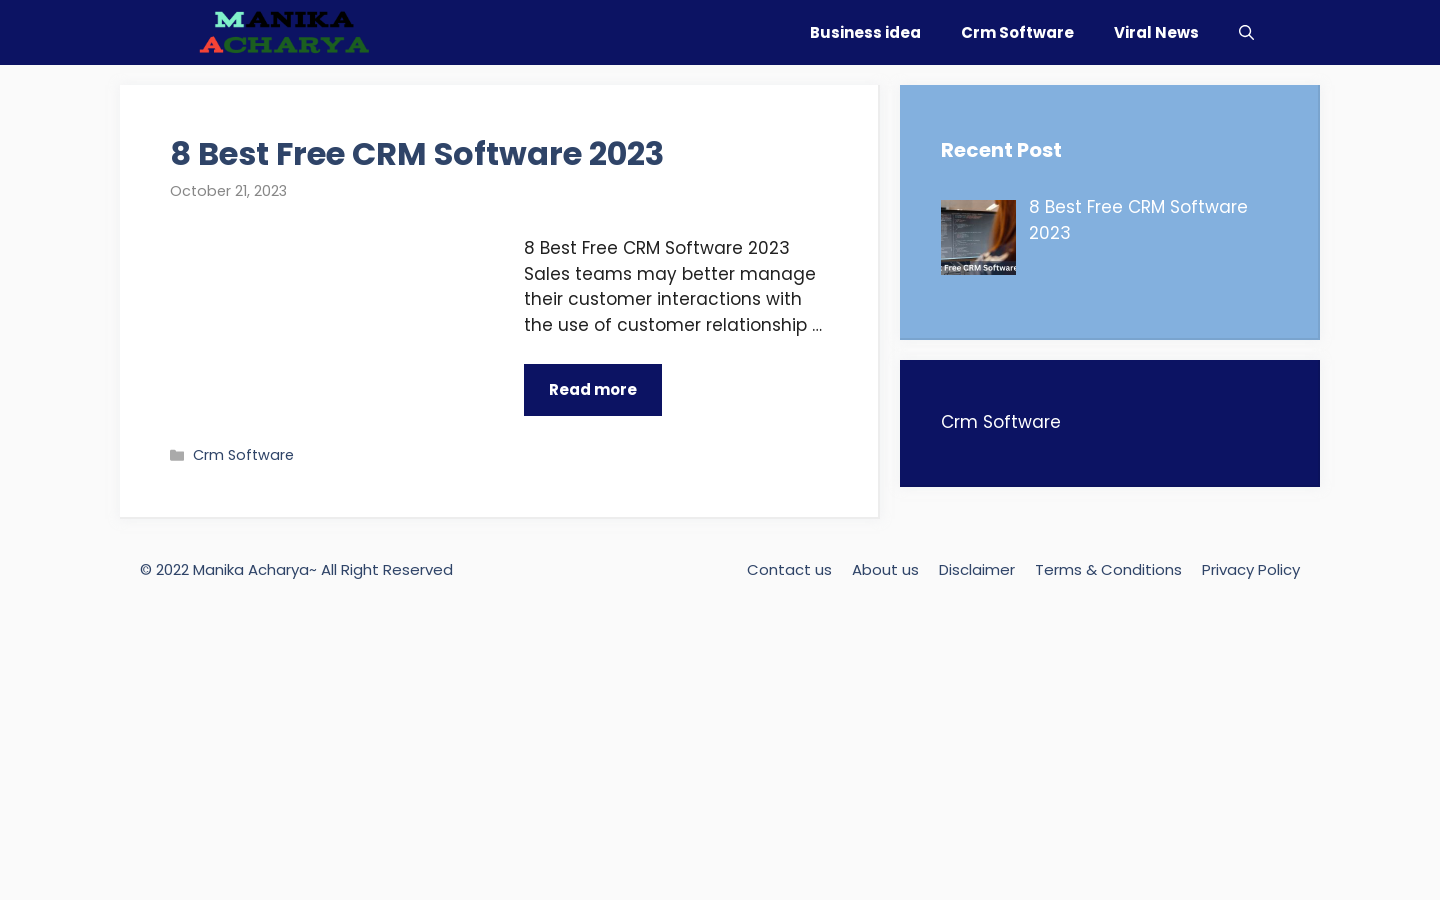 MANIKA
ACHARYA
Business idea
Crm Software
Viral News
8 Best Free CRM Software 2023
October 21, 2023
8 Best Free CRM Software 2023
Sales teams may better manage
their customer interactions with
the use of customer relationship ...
Read more
Crm Software
Recent Post
t Free CRM Software
8 Best Free CRM Software
2023
Crm Software
© 2022 Manika Acharya~ All Right Reserved
Contact us
About us
Disclaimer
Terms & Conditions
Privacy Policy